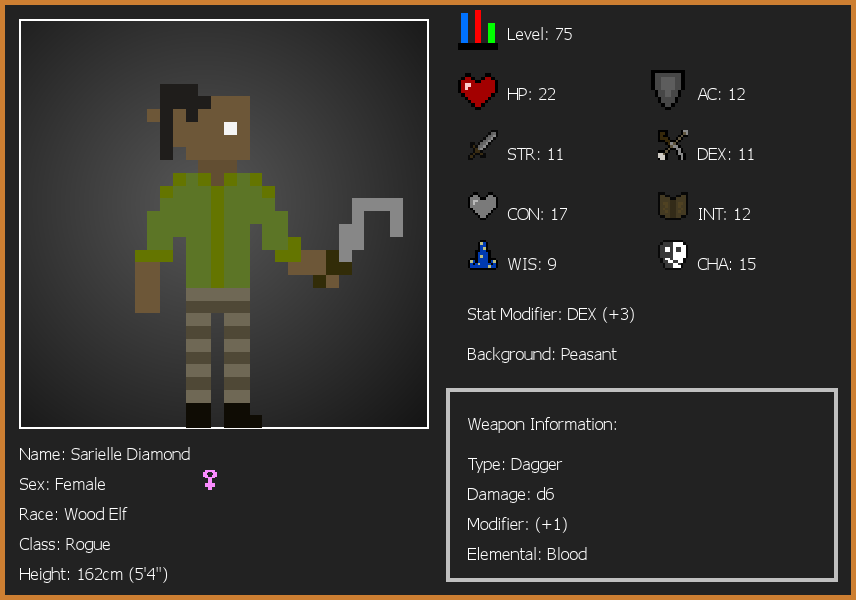 Level: 75
HP: 22
AC: 12
STR: 11
DEX: 11
CON: 17
INT: 12
WIS: 9
CHA: 15
Stat Modifier: DEX (+3)
Background: Peasant
Weapon Information:
Type: Dagger
Damage: d6
Modifier: (+1)
Elemental: Blood
Name: Sarielle Diamond
Sex: Female
Race: Wood Elf
Class: Rogue
Height: 162cm (5'4")